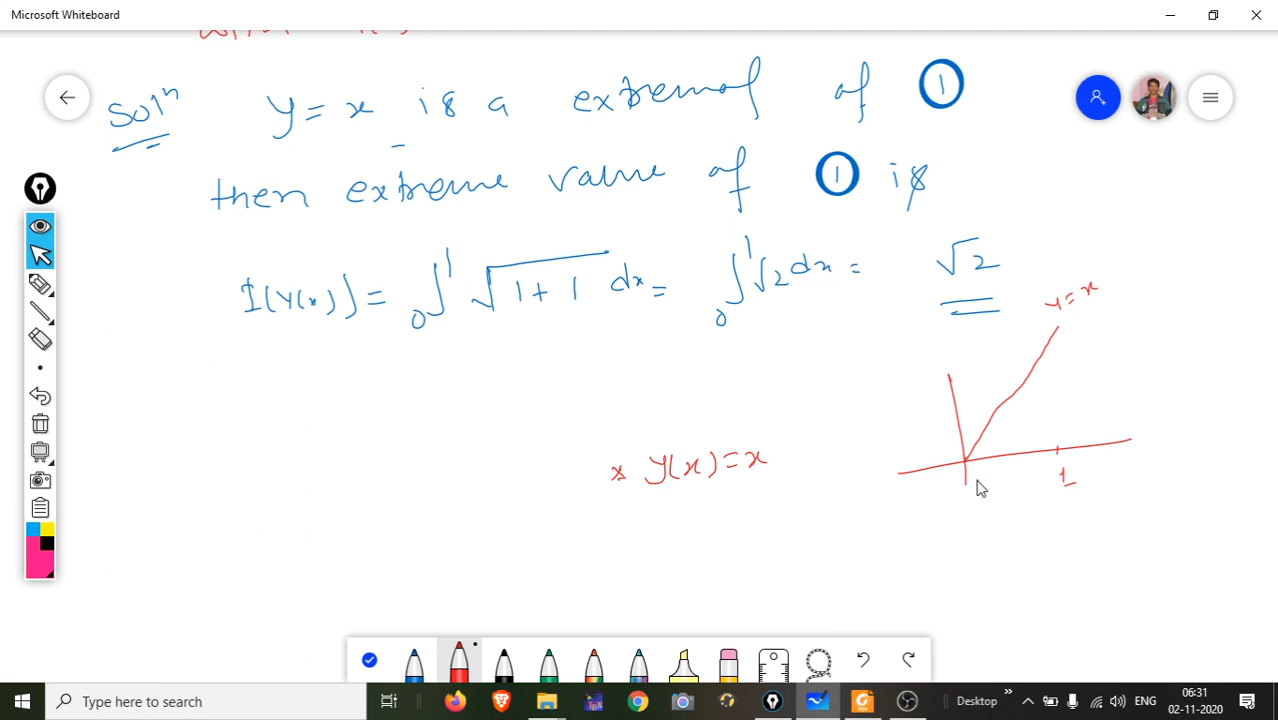 Microsoft Whiteboard
Solⁿ y = x is a extremal of ①
then extreme value of ① is
I(y(x)) = ∫₀¹ √(1+1) dx = ∫₀¹ √2 dx = √2
y = x
* y(x) = x
1
Type here to search
Desktop
ENG
06:31
02-11-2020